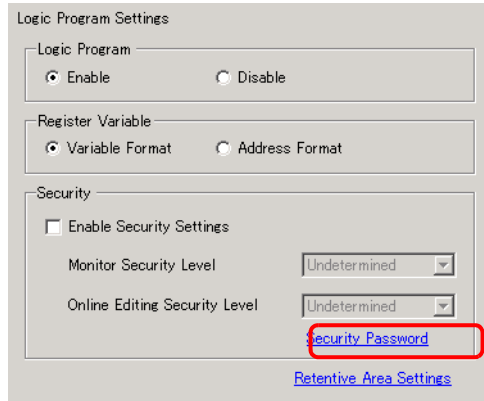 Logic Program Settings
Logic Program
Enable Disable
Register Variable
Variable Format Address Format
Security
Enable Security Settings
Monitor Security Level Undetermined
Online Editing Security Level Undetermined
Security Password
Retentive Area Settings